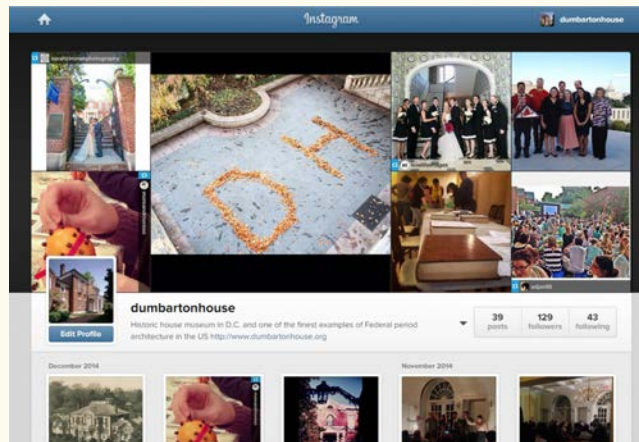 Instagram
dumbartonhouse
D H
dumbartonhouse
Historic house museum in D.C. and one of the finest examples of Federal period
architecture in the US http://www.dumbartonhouse.org
39
posts
129
followers
43
following
Edit Profile
December 2014
November 2014